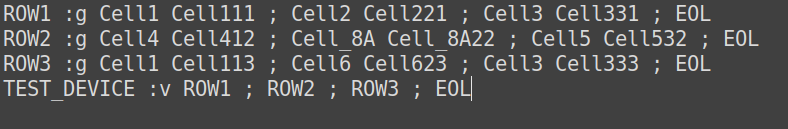 ROW1 :g Cell1 Cell111 ; Cell2 Cell221 ; Cell3 Cell331 ; EOL
ROW2 :g Cell4 Cell412 ; Cell_8A Cell_8A22 ; Cell5 Cell532 ; EOL
ROW3 :g Cell1 Cell113 ; Cell6 Cell623 ; Cell3 Cell333 ; EOL
TEST_DEVICE :v ROW1 ; ROW2 ; ROW3 ; EOL